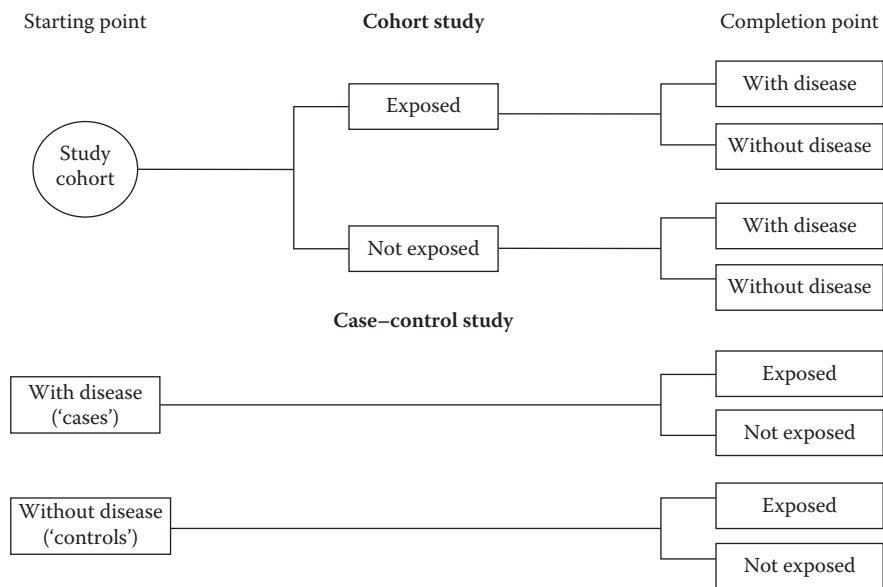 Starting point
Cohort study
Completion point
With disease
Exposed
Without disease
Study
cohort
With disease
Not exposed
Without disease
Case–control study
Exposed
With disease
(‘cases’)
Not exposed
Exposed
Without disease
(‘controls’)
Not exposed